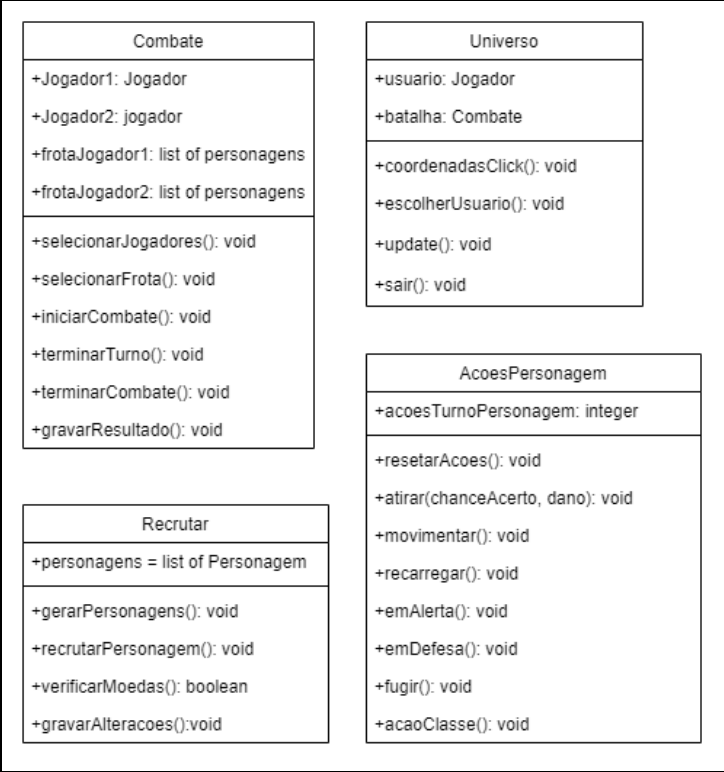 Combate
+Jogador1: Jogador
+Jogador2: jogador
+frotaJogador1: list of personagens
+frotaJogador2: list of personagens
+selecionarJogadores(): void
+selecionarFrota(): void
+iniciarCombate(): void
+terminarTurno(): void
+terminarCombate(): void
+gravarResultado(): void
Universo
+usuario: Jogador
+batalha: Combate
+coordenadasClick(): void
+escolherUsuario(): void
+update(): void
+sair(): void
Recrutar
+personagens = list of Personagem
+gerarPersonagens(): void
+recrutarPersonagem(): void
+verificarMoedas(): boolean
+gravarAlteracoes():void
AcoesPersonagem
+acoesTurnoPersonagem: integer
+resetarAcoes(): void
+atirar(chanceAcerto, dano): void
+movimentar(): void
+recarregar(): void
+emAlerta(): void
+emDefesa(): void
+fugir(): void
+acaoClasse(): void